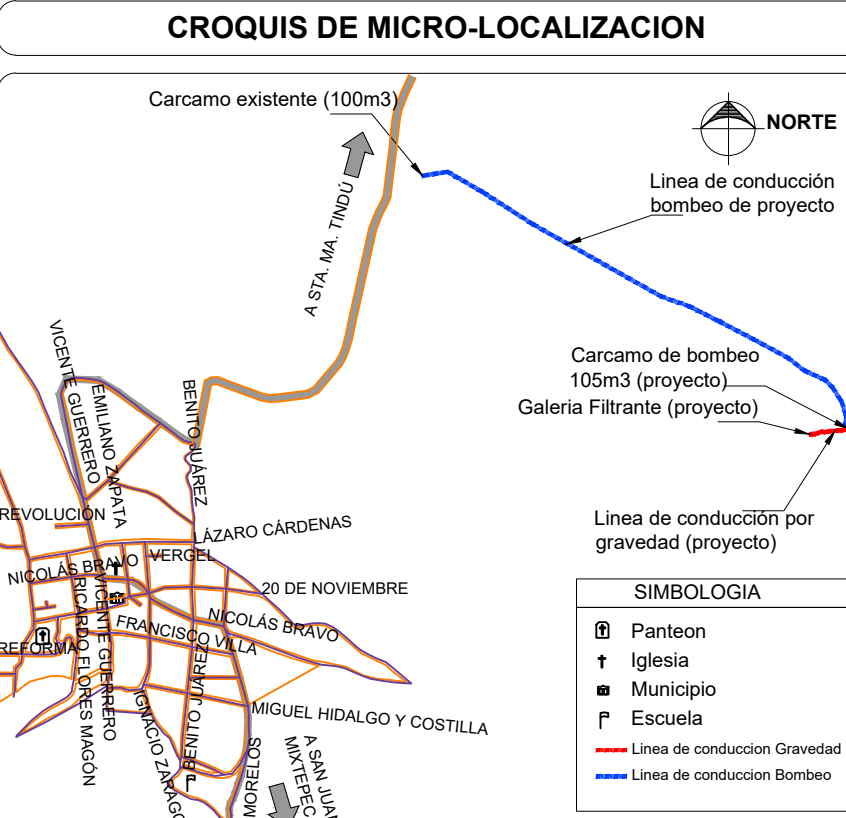 CROQUIS DE MICRO-LOCALIZACION
Carcamo existente (100m3)
NORTE
Linea de conducción
bombeo de proyecto
A STA. MA. TINDÚ
Carcamo de bombeo
105m3 (proyecto)
Galeria Filtrante (proyecto)
Linea de conducción por
gravedad (proyecto)
VICENTE GUERRERO
EMILIANO ZAPATA
BENITO JUÁREZ
REVOLUCIÓN
LÁZARO CÁRDENAS
VERGEL
NICOLÁS BRAVO
20 DE NOVIEMBRE
NICOLÁS BRAVO
FRANCISCO VILLA
REFORMA
RICARDO FLORES MAGÓN
VICENTE GUERRERO
BENITO JUÁREZ
IGNACIO ZARAGO
MIGUEL HIDALGO Y COSTILLA
MORELOS
A SAN JUAN
MIXTEPEC
SIMBOLOGIA
Panteon
Iglesia
Municipio
Escuela
Linea de conduccion Gravedad
Linea de conduccion Bombeo